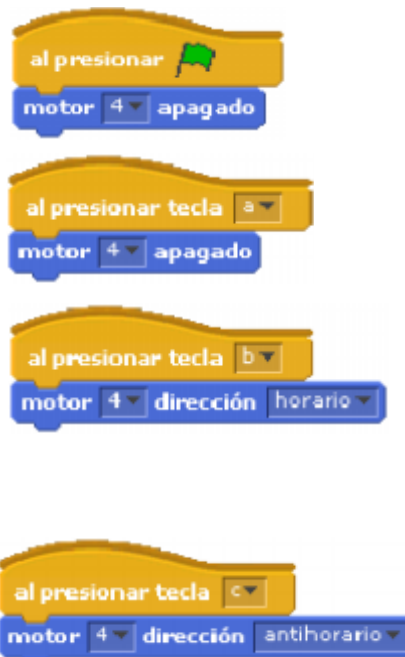 al presionar
motor 4 apagado
al presionar tecla a
motor 4 apagado
al presionar tecla b
motor 4 dirección horario
al presionar tecla c
motor 4 dirección antihorario